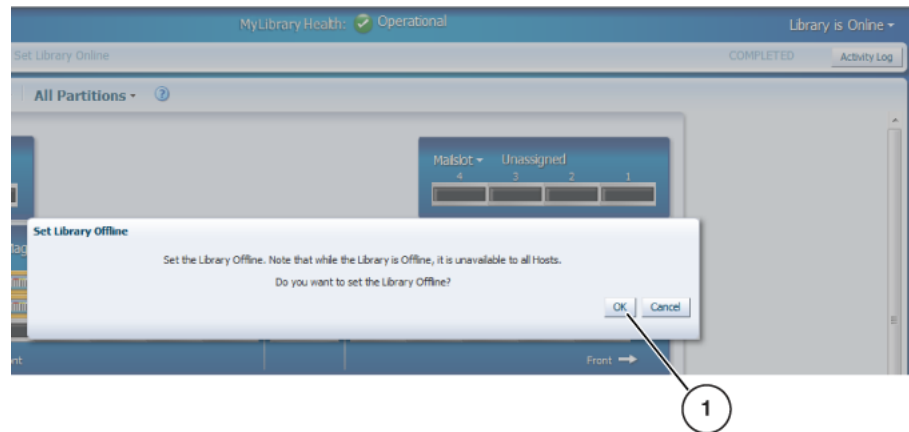 MyLibrary Health: Operational
Library is Online
Set Library Online
COMPLETED
Activity Log
All Partitions
?
Mailslot Unassigned
4 3 2 1
Mag
Set Library Offline
Set the Library Offline. Note that while the Library is Offline, it is unavailable to all Hosts.
Do you want to set the Library Offline?
OK
Cancel
nt
Front
1